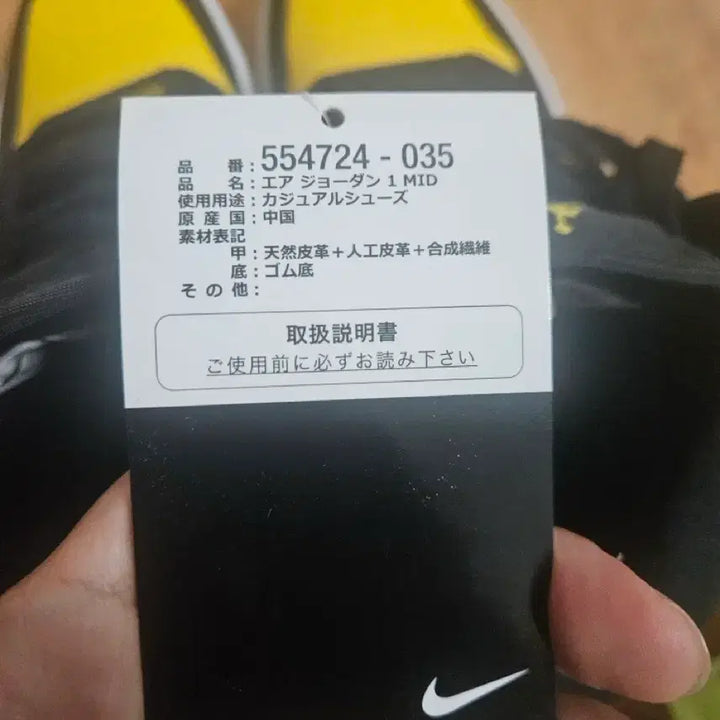 品 番：554724 - 035
品 名：エア ジョーダン 1 MID
使用用途：カジュアルシューズ
原 産 国：中国
素材表記
甲：天然皮革＋人工皮革＋合成繊維
底：ゴム底
そ の 他：
取扱説明書
ご使用前に必ずお読み下さい